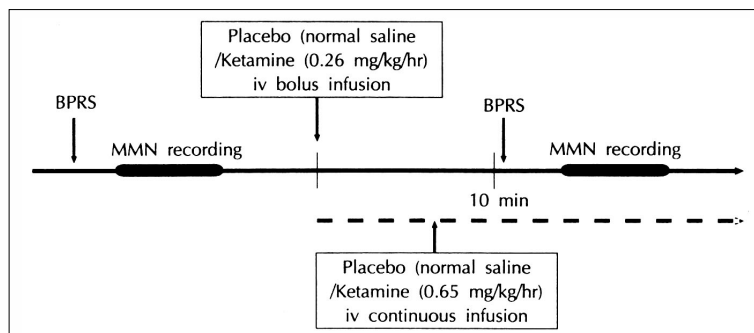 Placebo (normal saline
/Ketamine (0.26 mg/kg/hr)
iv bolus infusion
BPRS
BPRS
MMN recording
MMN recording
10 min
Placebo (normal saline
/Ketamine (0.65 mg/kg/hr)
iv continuous infusion